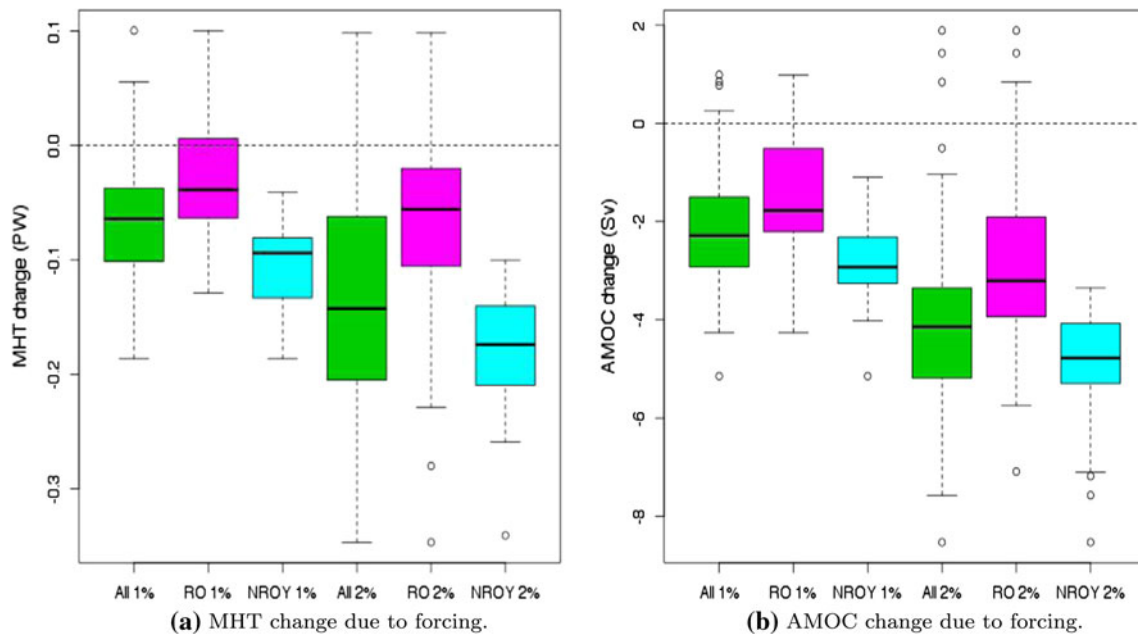 MHT change (PW)
0.1
0.0
-0.1
-0.2
-0.3
All 1% RO 1% NROY 1% All 2% RO 2% NROY 2%
(a) MHT change due to forcing.
AMOC change (Sv)
2
0
-2
-4
-6
-8
All 1% RO 1% NROY 1% All 2% RO 2% NROY 2%
(b) AMOC change due to forcing.